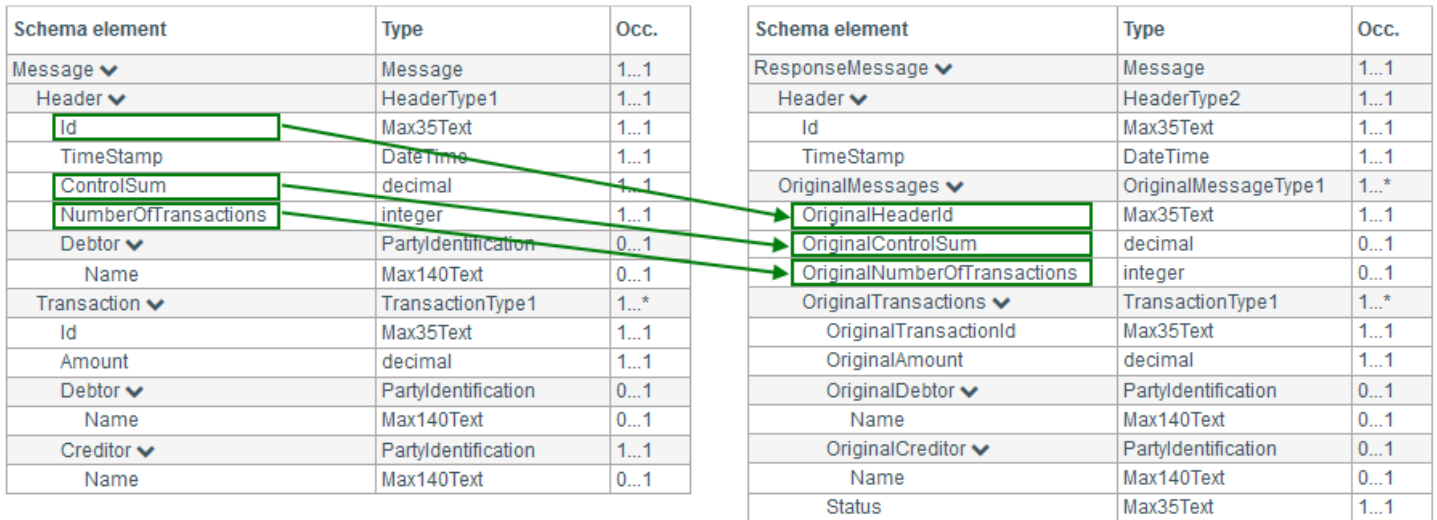 Schema element Type Occ.
Message Message 1...1
Header HeaderType1 1...1
Id Max35Text 1...1
TimeStamp DateTime 1...1
ControlSum decimal 1...1
NumberOfTransactions integer 1...1
Debtor PartyIdentification 0...1
Name Max140Text 0...1
Transaction TransactionType1 1...*
Id Max35Text 1...1
Amount decimal 1...1
Debtor PartyIdentification 0...1
Name Max140Text 0...1
Creditor PartyIdentification 1...1
Name Max140Text 0...1
Schema element Type Occ.
ResponseMessage Message 1...1
Header HeaderType2 1...1
Id Max35Text 1...1
TimeStamp DateTime 1...1
OriginalMessages OriginalMessageType1 1...*
OriginalHeaderId Max35Text 1...1
OriginalControlSum decimal 0...1
OriginalNumberOfTransactions integer 0...1
OriginalTransactions TransactionType1 1...*
OriginalTransactionId Max35Text 1...1
OriginalAmount decimal 1...1
OriginalDebtor PartyIdentification 0...1
Name Max140Text 0...1
OriginalCreditor PartyIdentification 0...1
Name Max140Text 0...1
Status Max35Text 1...1